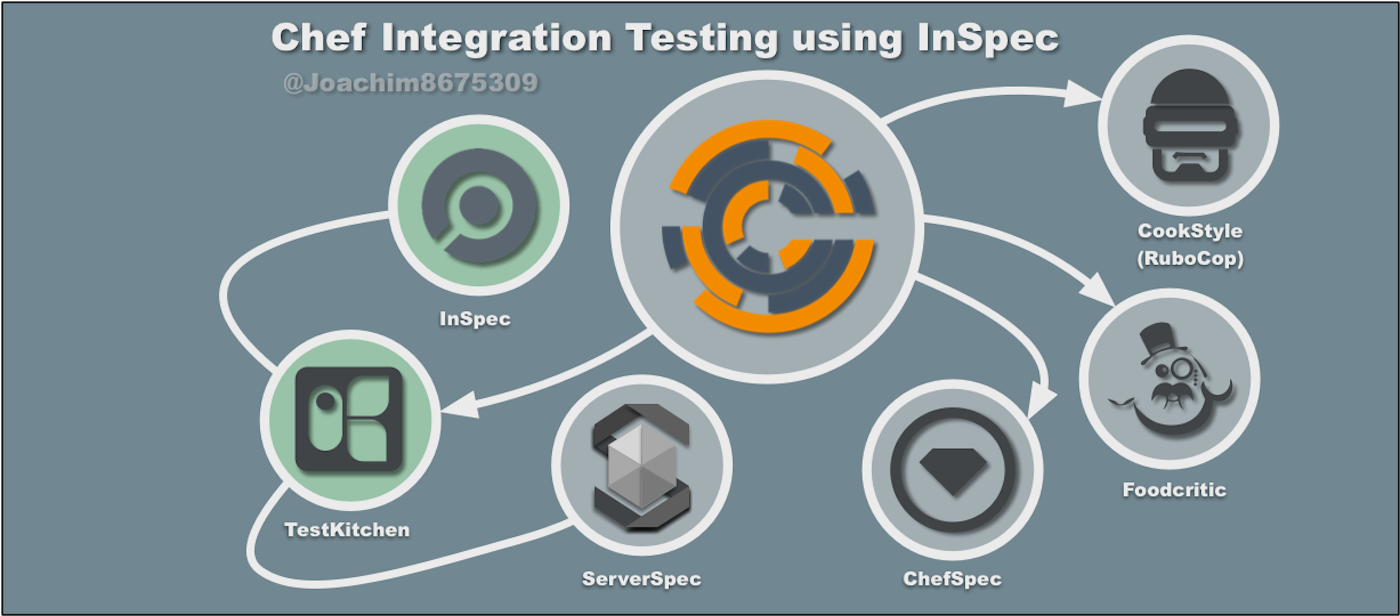 Chef Integration Testing using InSpec
@Joachim8675309
CookStyle
(RuboCop)
InSpec
Foodcritic
TestKitchen
ServerSpec
ChefSpec